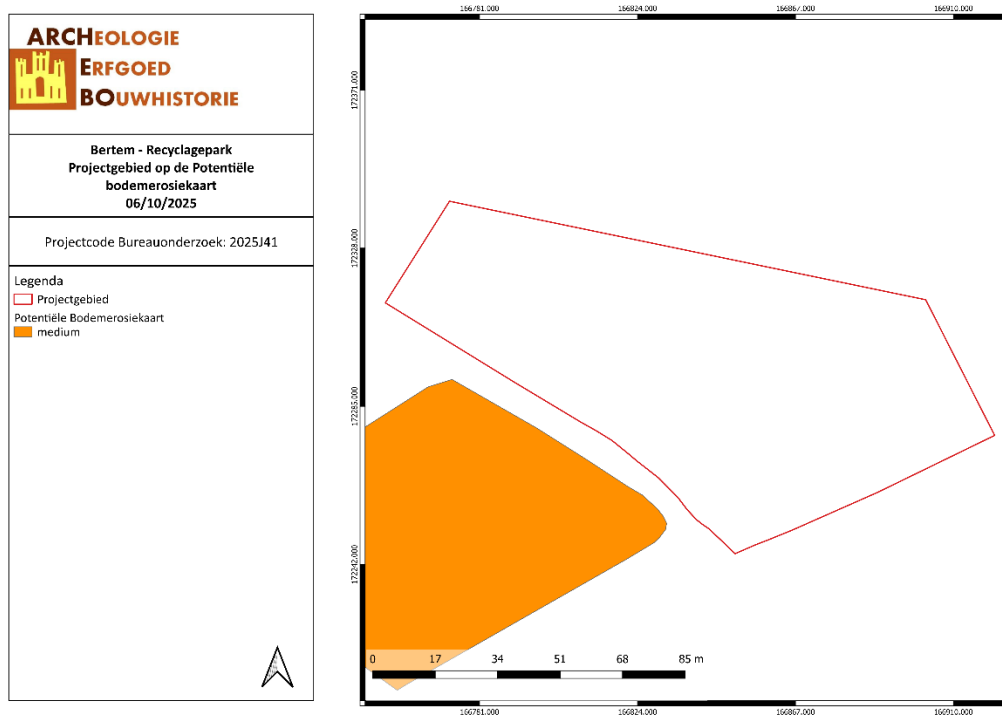 ARCHEOLOGIE
ERFGOED
BOUWHISTORIE
Bertem - Recyclagepark
Projectgebied op de Potentiële
bodemerosiekaart
06/10/2025
Projectcode Bureauonderzoek: 2025J41
Legenda
Projectgebied
Potentiële Bodemerosiekaart
medium
166781.000 166824.000 166867.000 166910.000
172371.000
172328.000
172285.000
172242.000
0 17 34 51 68 85 m
166781.000 166824.000 166867.000 166910.000